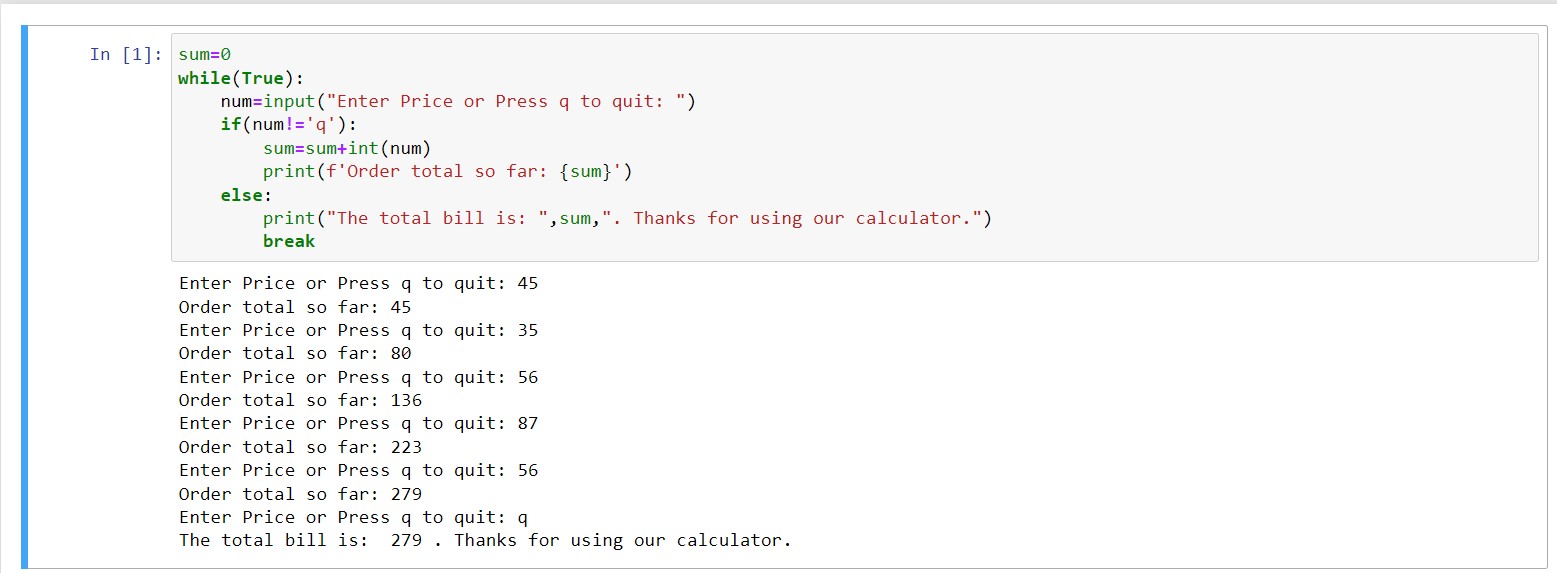 In [1]: sum=0
while(True):
    num=input("Enter Price or Press q to quit: ")
    if(num!='q'):
        sum=sum+int(num)
        print(f'Order total so far: {sum}')
    else:
        print("The total bill is: ",sum,". Thanks for using our calculator.")
        break
Enter Price or Press q to quit: 45
Order total so far: 45
Enter Price or Press q to quit: 35
Order total so far: 80
Enter Price or Press q to quit: 56
Order total so far: 136
Enter Price or Press q to quit: 87
Order total so far: 223
Enter Price or Press q to quit: 56
Order total so far: 279
Enter Price or Press q to quit: q
The total bill is:  279 . Thanks for using our calculator.